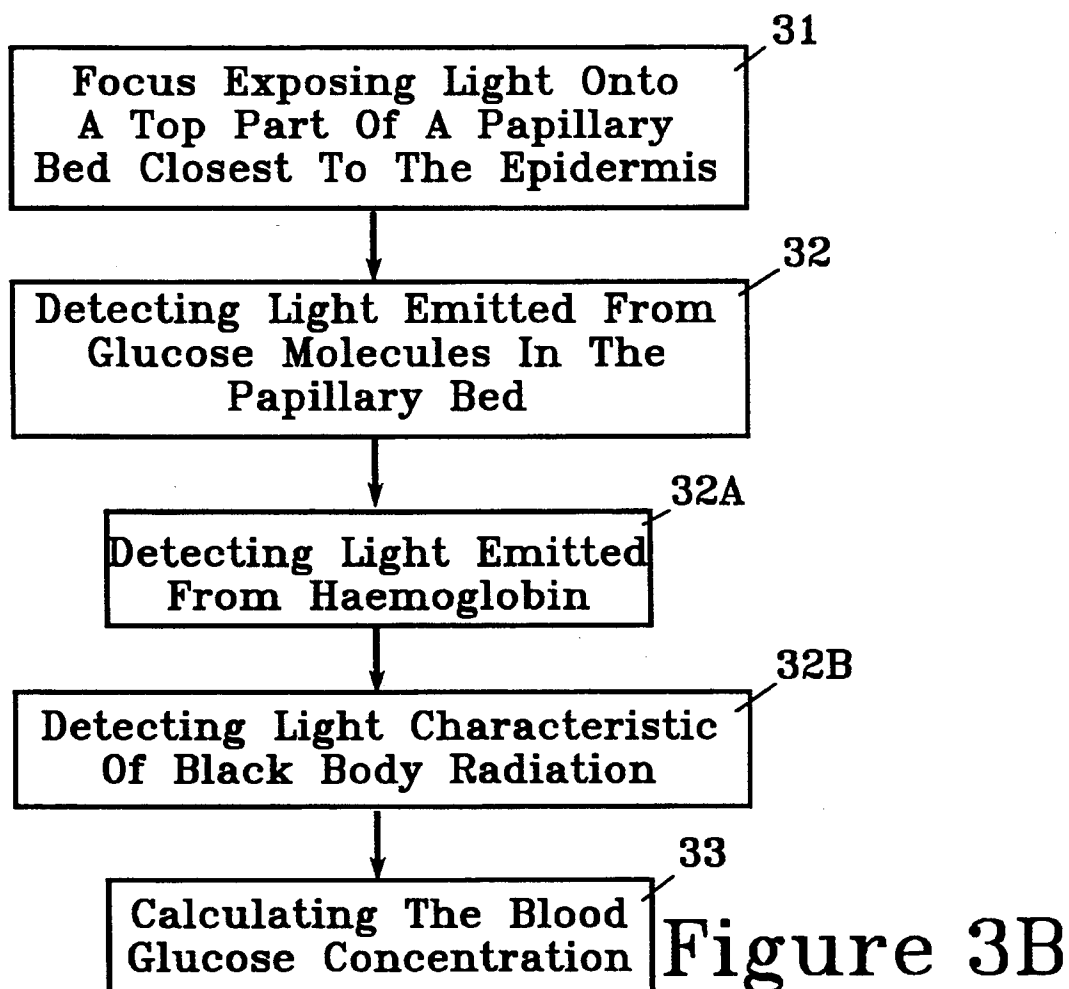 31
Focus Exposing Light Onto
A Top Part Of A Papillary
Bed Closest To The Epidermis
32
Detecting Light Emitted From
Glucose Molecules In The
Papillary Bed
32A
Detecting Light Emitted
From Haemoglobin
32B
Detecting Light Characteristic
Of Black Body Radiation
33
Calculating The Blood
Glucose Concentration
Figure 3B